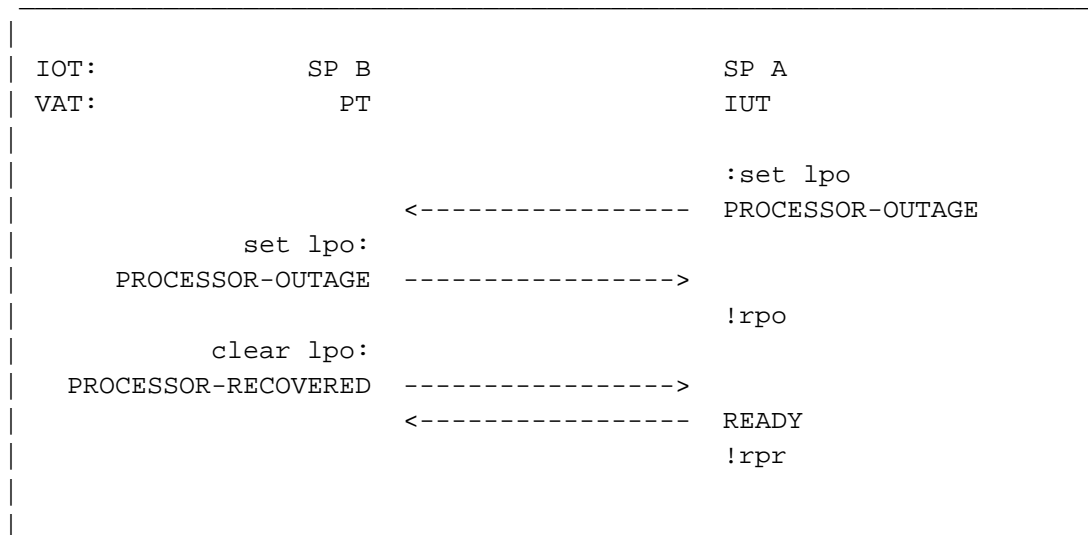 IOT: SP B SP A
VAT: PT IUT
:set lpo
<----------------- PROCESSOR-OUTAGE
set lpo:
PROCESSOR-OUTAGE ----------------->
!rpo
clear lpo:
PROCESSOR-RECOVERED ----------------->
<----------------- READY
!rpr